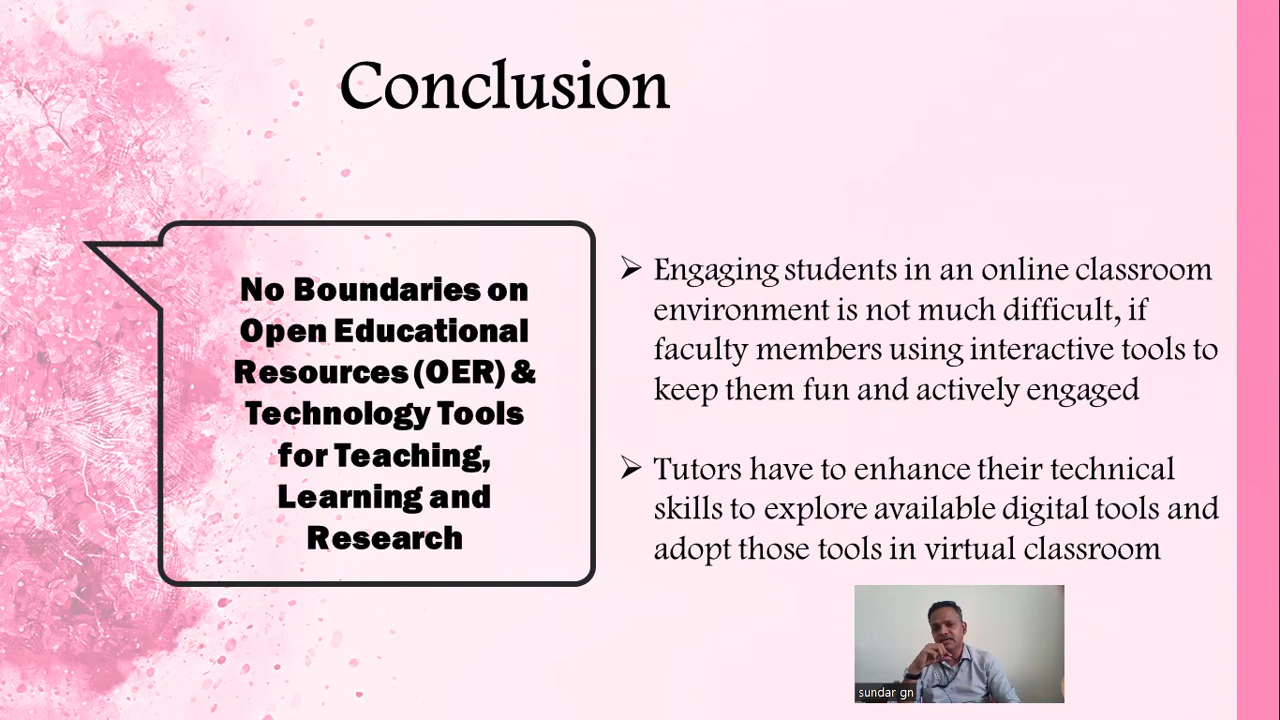 Conclusion
No Boundaries on
Open Educational
Resources (OER) &
Technology Tools
for Teaching,
Learning and
Research
Engaging students in an online classroom
environment is not much difficult, if
faculty members using interactive tools to
keep them fun and actively engaged
Tutors have to enhance their technical
skills to explore available digital tools and
adopt those tools in virtual classroom
sundar gn